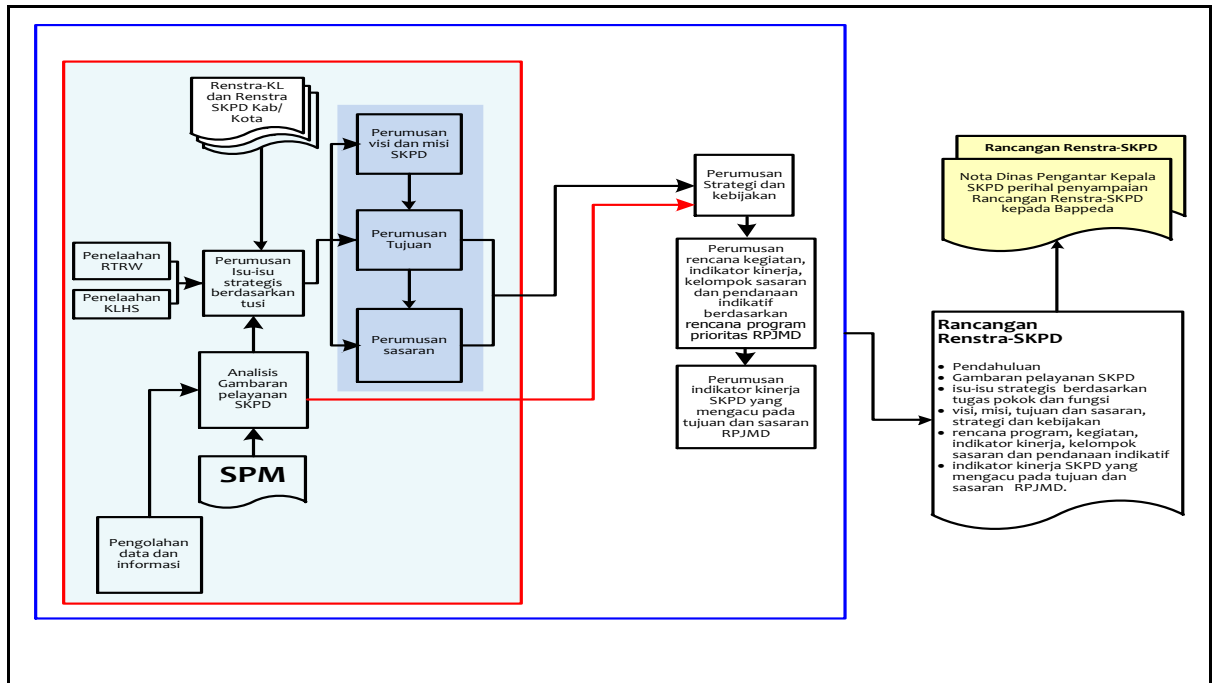 Renstra-KL
dan Renstra
SKPD Kab/
Kota
Perumusan
visi dan misi
SKPD
Penelaahan
RTRW
Penelaahan
KLHS
Perumusan
Isu-isu
strategis
berdasarkan
tusi
Perumusan
Tujuan
Perumusan
sasaran
Analisis
Gambaran
pelayanan
SKPD
SPM
Pengolahan
data dan
informasi
Perumusan
Strategi dan
kebijakan
Perumusan
rencana kegiatan,
indikator kinerja,
kelompok sasaran
dan pendanaan
indikatif
berdasarkan
rencana program
prioritas RPJMD
Perumusan
indikator kinerja
SKPD yang
mengacu pada
tujuan dan sasaran
RPJMD
Rancangan Renstra-SKPD
Nota Dinas Pengantar Kepala
SKPD perihal penyampaian
Rancangan Renstra-SKPD
kepada Bappeda
Rancangan
Renstra-SKPD
• Pendahuluan
• Gambaran pelayanan SKPD
• isu-isu strategis berdasarkan
tugas pokok dan fungsi
• visi, misi, tujuan dan sasaran,
strategi dan kebijakan
• rencana program, kegiatan,
indikator kinerja, kelompok
sasaran dan pendanaan indikatif
• indikator kinerja SKPD yang
mengacu pada tujuan dan
sasaran RPJMD.